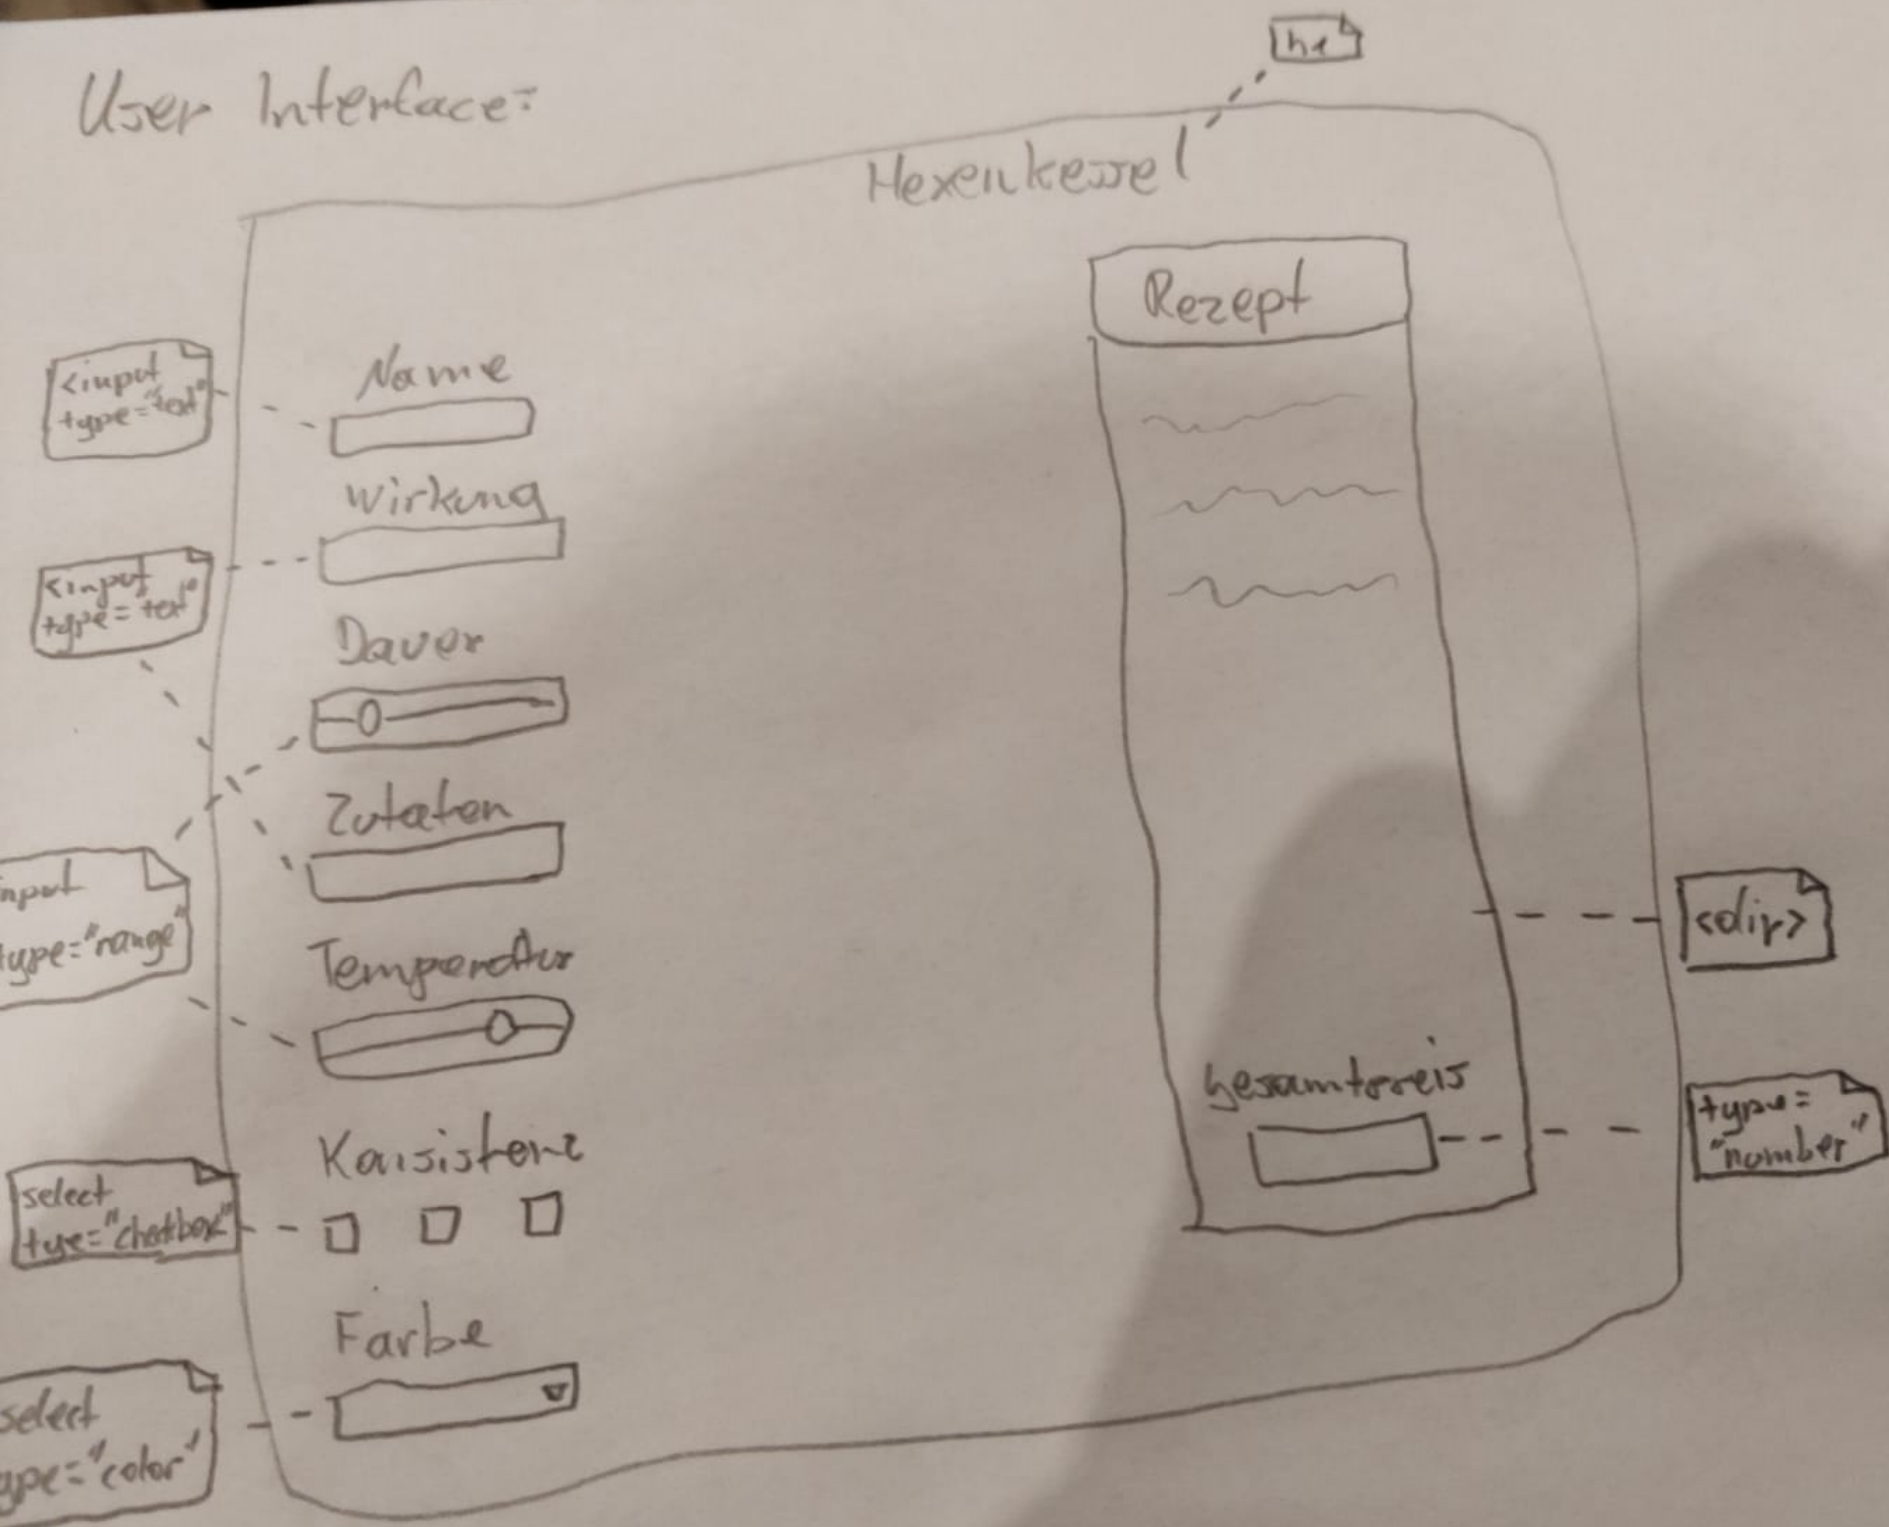 User Interface:
h1
Hexenkessel
Rezept
<input
type="text"
Name
Wirkung
<input
type="text"
Dauer
Zutaten
input
type="range"
Temperatur
<div>
Gesamtpreis
type=
"number"
Konsistenz
select
type="checkbox"
Farbe
select
type="color"